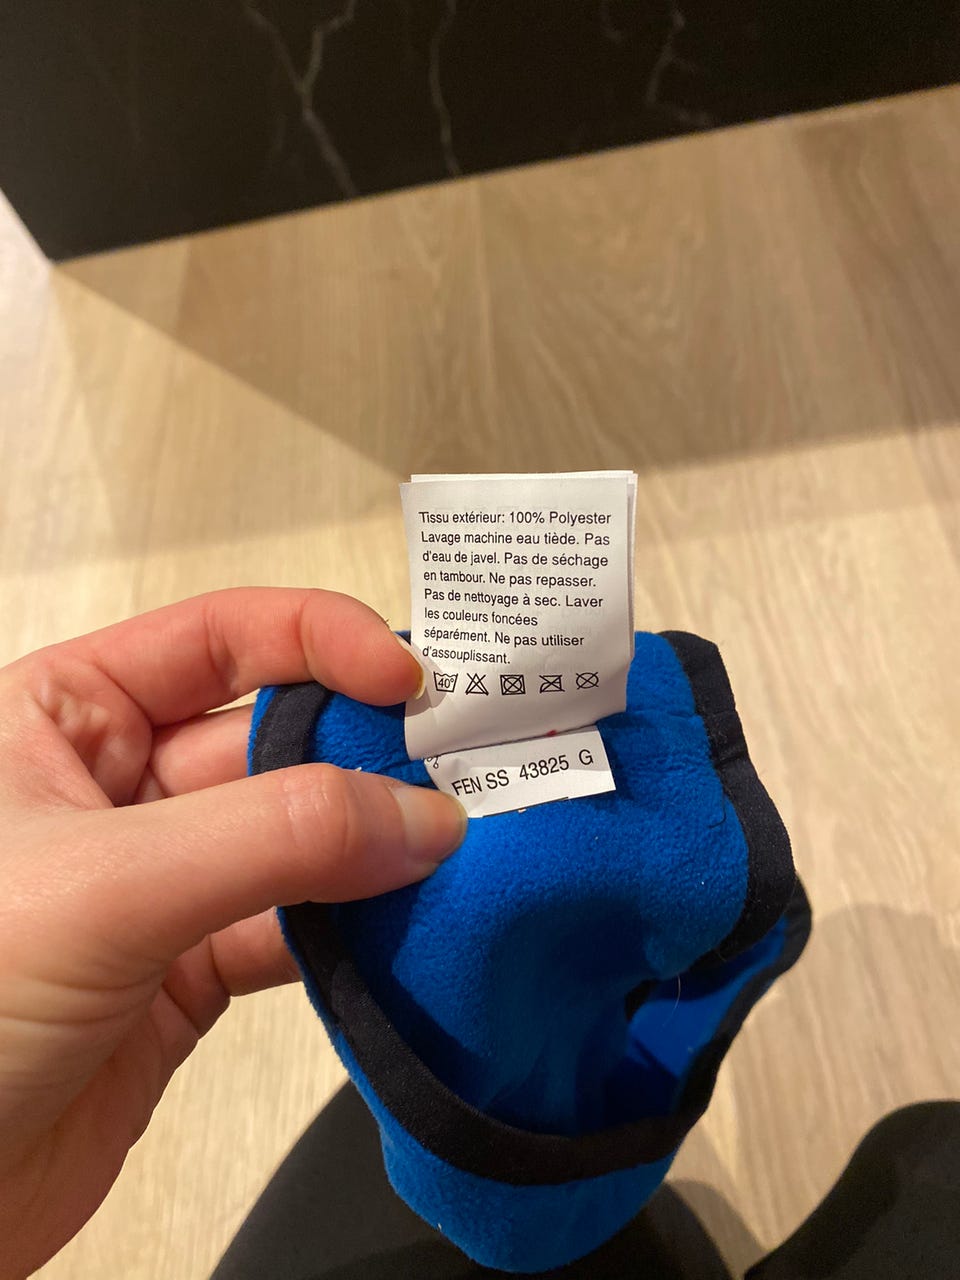 Tissu extérieur: 100% Polyester
Lavage machine eau tiède. Pas
d'eau de javel. Pas de séchage
en tambour. Ne pas repasser.
Pas de nettoyage à sec. Laver
les couleurs foncées
séparément. Ne pas utiliser
d'assouplissant.
40°
FEN SS 43825 G